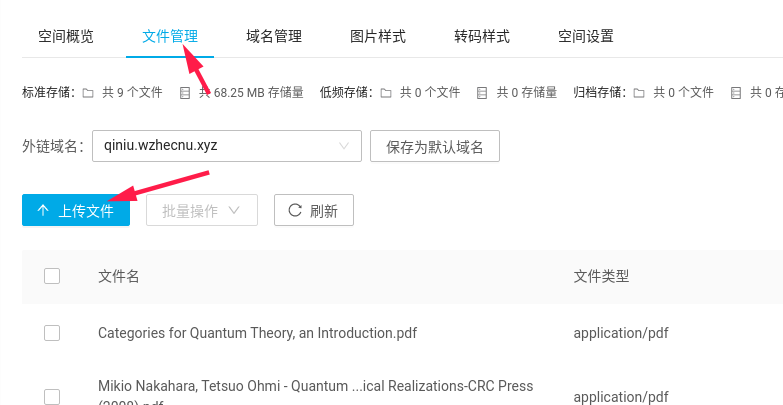 空间概览 文件管理 域名管理 图片样式 转码样式 空间设置
标准存储： 共 9 个文件 共 68.25 MB 存储量 低频存储： 共 0 个文件 共 0 存储量 归档存储： 共 0 个文件 共 0
外链域名： qiniu.wzhecnu.xyz 保存为默认域名
上传文件 批量操作 刷新
文件名 文件类型
Categories for Quantum Theory, an Introduction.pdf application/pdf
Mikio Nakahara, Tetsuo Ohmi - Quantum ...ical Realizations-CRC Press application/pdf